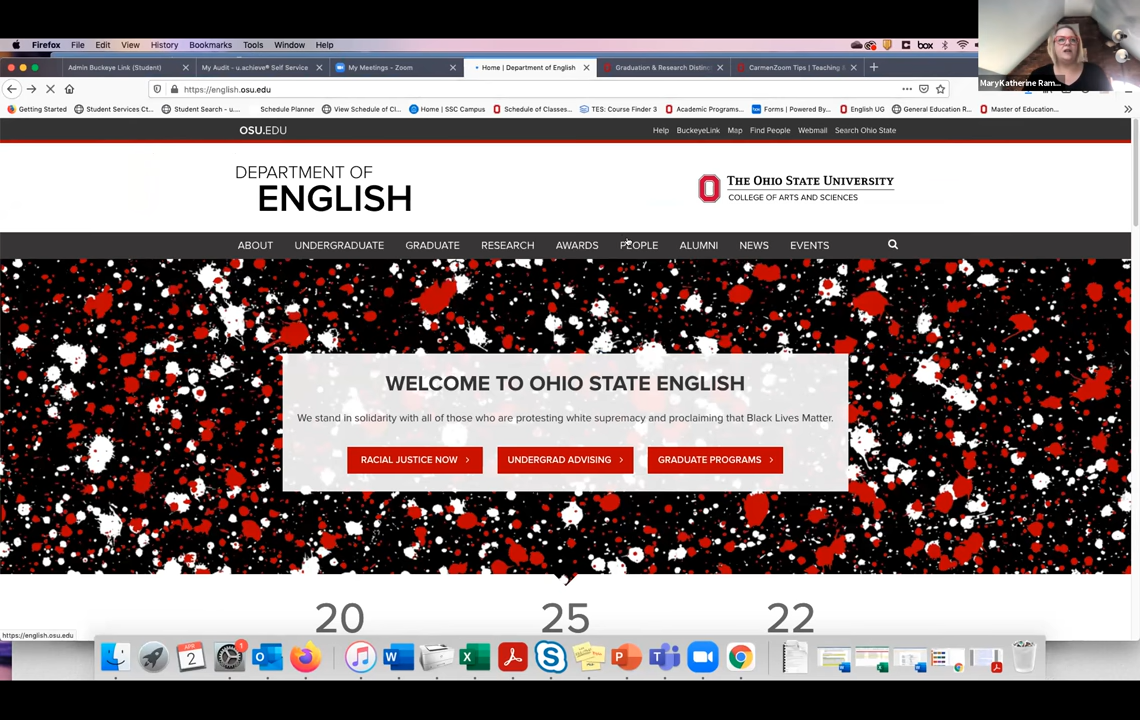 Firefox File Edit View History Bookmarks Tools Window Help
box
MaryKatherine Ram...
Admin Buckeye Link (Student)
My Audit - u.achieve® Self Service
My Meetings - Zoom
Home | Department of English
Graduation & Research Distinc
CarmenZoom Tips | Teaching &
https://english.osu.edu
Getting Started
Student Services Ct...
Student Search - u...
Schedule Planner
View Schedule of Cl...
Home | SSC Campus
Schedule of Classes...
TES: Course Finder 3
Academic Programs...
Forms | Powered By...
English UG
General Education R...
Master of Education...
OSU.EDU
Help BuckeyeLink Map Find People Webmail Search Ohio State
DEPARTMENT OF
ENGLISH
THE OHIO STATE UNIVERSITY
COLLEGE OF ARTS AND SCIENCES
ABOUT UNDERGRADUATE GRADUATE RESEARCH AWARDS PEOPLE ALUMNI NEWS EVENTS
WELCOME TO OHIO STATE ENGLISH
We stand in solidarity with all of those who are protesting white supremacy and proclaiming that Black Lives Matter.
RACIAL JUSTICE NOW
UNDERGRAD ADVISING
GRADUATE PROGRAMS
20 25 22
https://english.osu.edu
APR
2
1